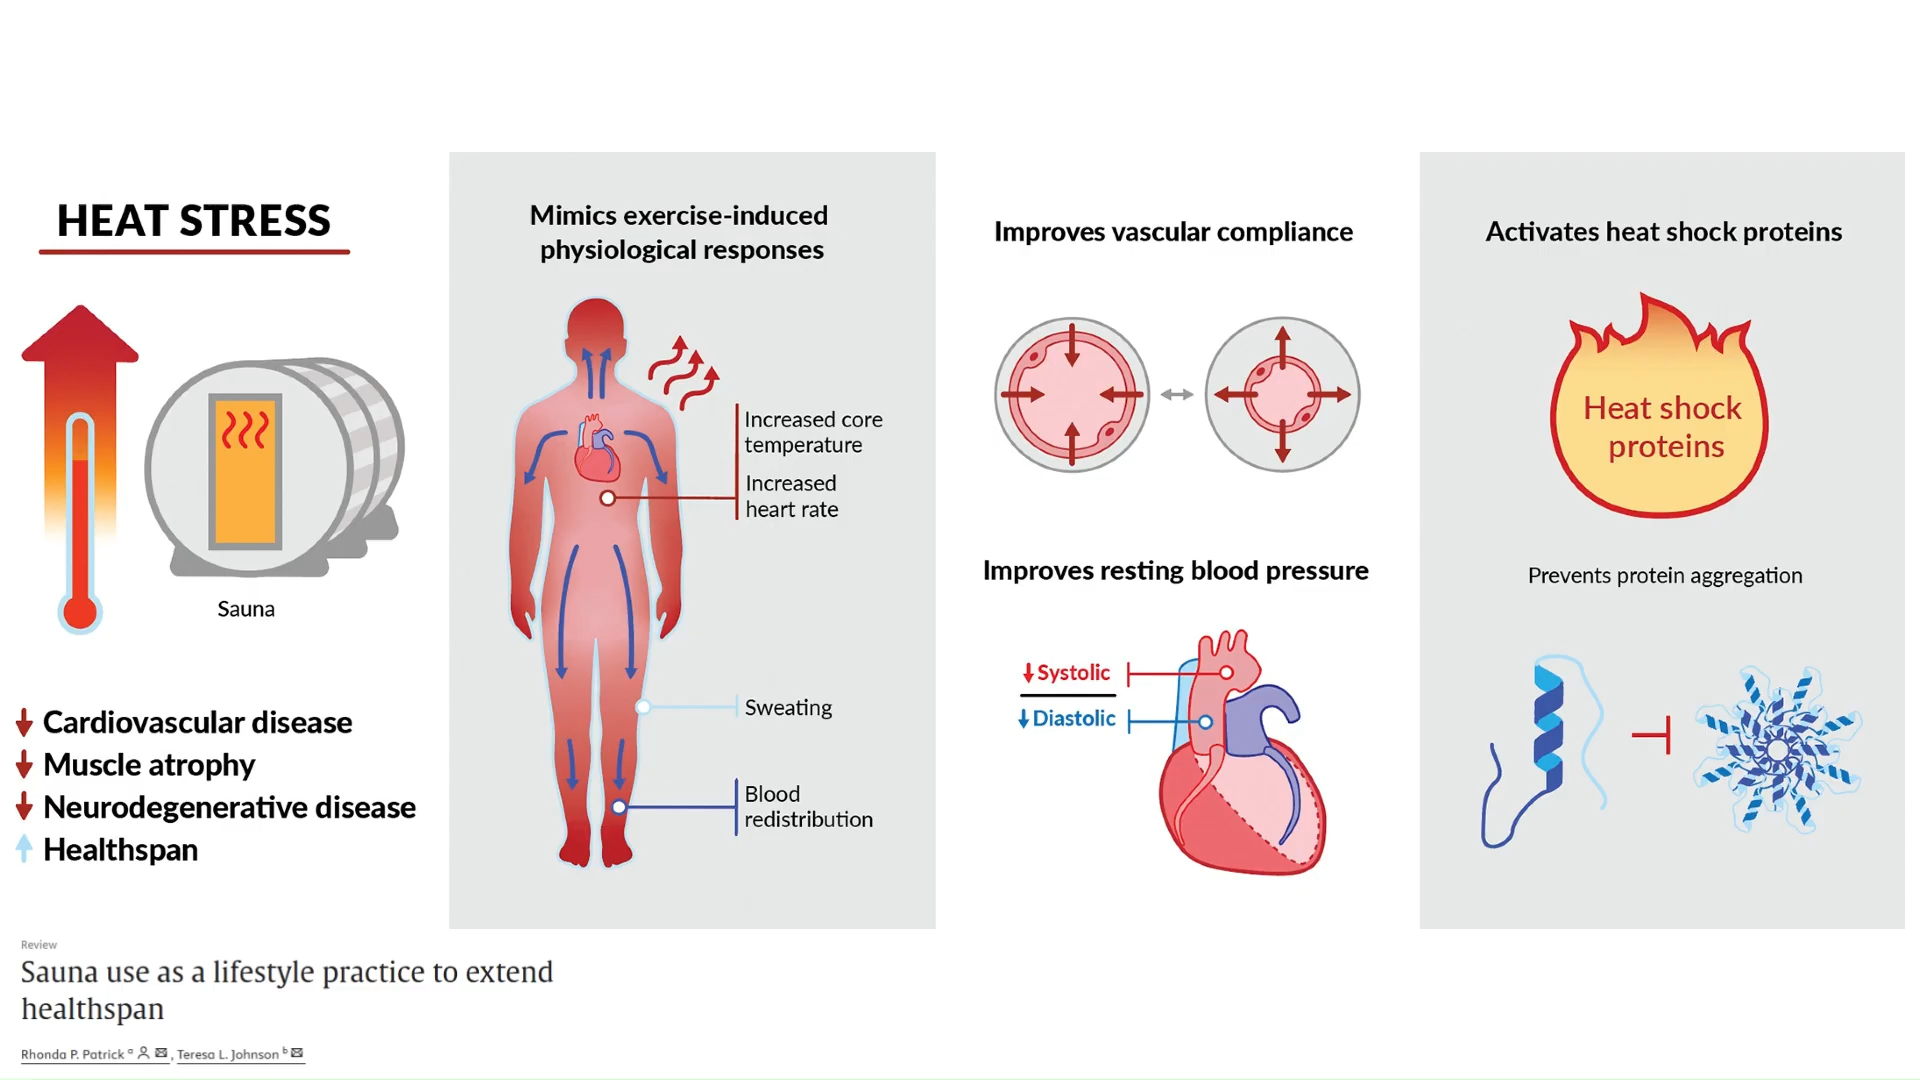 HEAT STRESS
Sauna
Cardiovascular disease
Muscle atrophy
Neurodegenerative disease
Healthspan
Mimics exercise-induced
physiological responses
Increased core
temperature
Increased
heart rate
Sweating
Blood
redistribution
Improves vascular compliance
Improves resting blood pressure
Systolic
Diastolic
Activates heat shock proteins
Heat shock
proteins
Prevents protein aggregation
Review
Sauna use as a lifestyle practice to extend
healthspan
Rhonda P. Patrick a, Teresa L. Johnson b